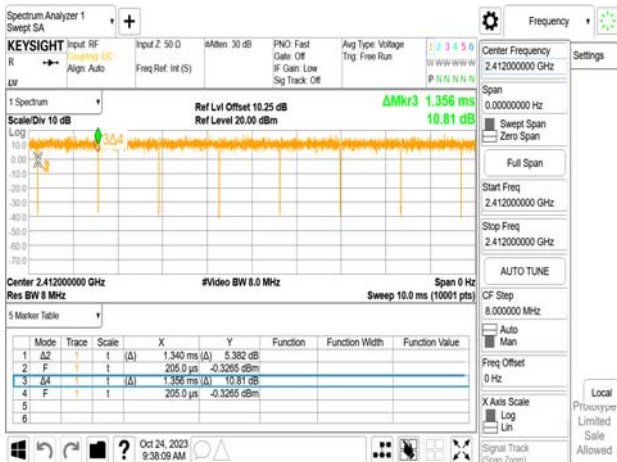 Spectrum Analyzer 1
Swept SA
Frequency
KEYSIGHT Input: RF Input Z: 50 Ω #Atten: 30 dB PNO: Fast Avg Type: Voltage 1 2 3 4 5 6
Coupling: DC Gate: Off Trig: Free Run W W W W W W
R Align: Auto Freq Ref: Int (S) IF Gain: Low P N N N N N
Sig Track: Off
LW
Center Frequency
2.412000000 GHz
Settings
Span
0.00000000 Hz
Swept Span
Zero Span
Full Span
Start Freq
2.412000000 GHz
Stop Freq
2.412000000 GHz
AUTO TUNE
CF Step
8.000000 MHz
Auto
Man
Freq Offset
0 Hz
X Axis Scale
Log
Lin
Signal Track
(Span Zoom)
Local
Prototype
Limited
Sale
Allowed
1 Spectrum Ref Lvl Offset 10.25 dB ΔMkr3 1.356 ms
Scale/Div 10 dB Ref Level 20.00 dBm 10.81 dB
Log
10.0
0.00
-10.0
-20.0
-30.0
-40.0
-50.0
-60.0
-70.0
3Δ4
X2
Center 2.412000000 GHz #Video BW 8.0 MHz Span 0 Hz
Res BW 8 MHz Sweep 10.0 ms (10001 pts)
5 Marker Table
Mode Trace Scale X Y Function Function Width Function Value
1 Δ2 1 t (Δ) 1.340 ms (Δ) 5.382 dB
2 F 1 t 205.0 µs -0.3265 dBm
3 Δ4 1 t (Δ) 1.356 ms (Δ) 10.81 dB
4 F 1 t 205.0 µs -0.3265 dBm
5
6
? Oct 24, 2023
9:38:09 AM